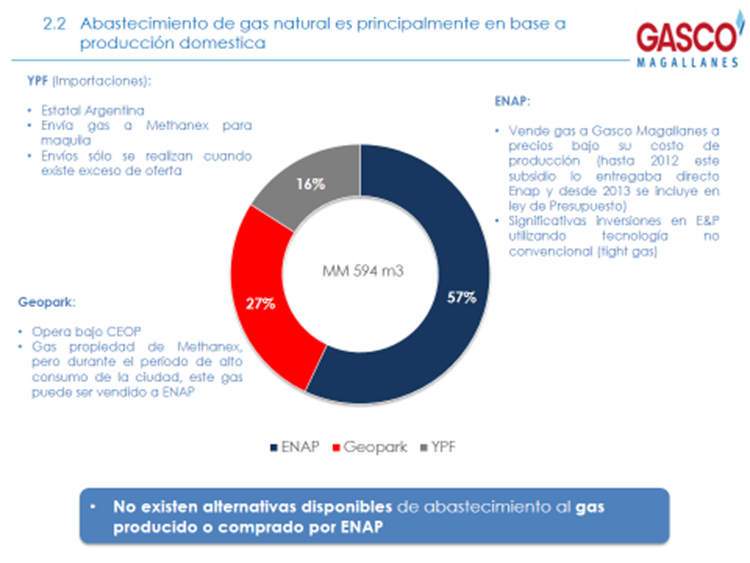 2.2 Abastecimiento de gas natural es principalmente en base a
producción domestica
GASCO
MAGALLANES
YPF (Importaciones):
• Estatal Argentina
• Envía gas a Methanex para
maquila
• Envíos sólo se realizan cuando
existe exceso de oferta
ENAP:
• Vende gas a Gasco Magallanes a
precios bajo su costo de
producción (hasta 2012 este
subsidio lo entregaba directo
Enap y desde 2013 se incluye en
ley de Presupuesto)
• Significativas inversiones en E&P
utilizando tecnología no
convencional (tight gas)
16%
MM 594 m3
27%
57%
Geopark:
• Opera bajo CEOP
• Gas propiedad de Methanex,
pero durante el período de alto
consumo de la ciudad, este gas
puede ser vendido a ENAP
ENAP Geopark YPF
• No existen alternativas disponibles de abastecimiento al gas
producido o comprado por ENAP